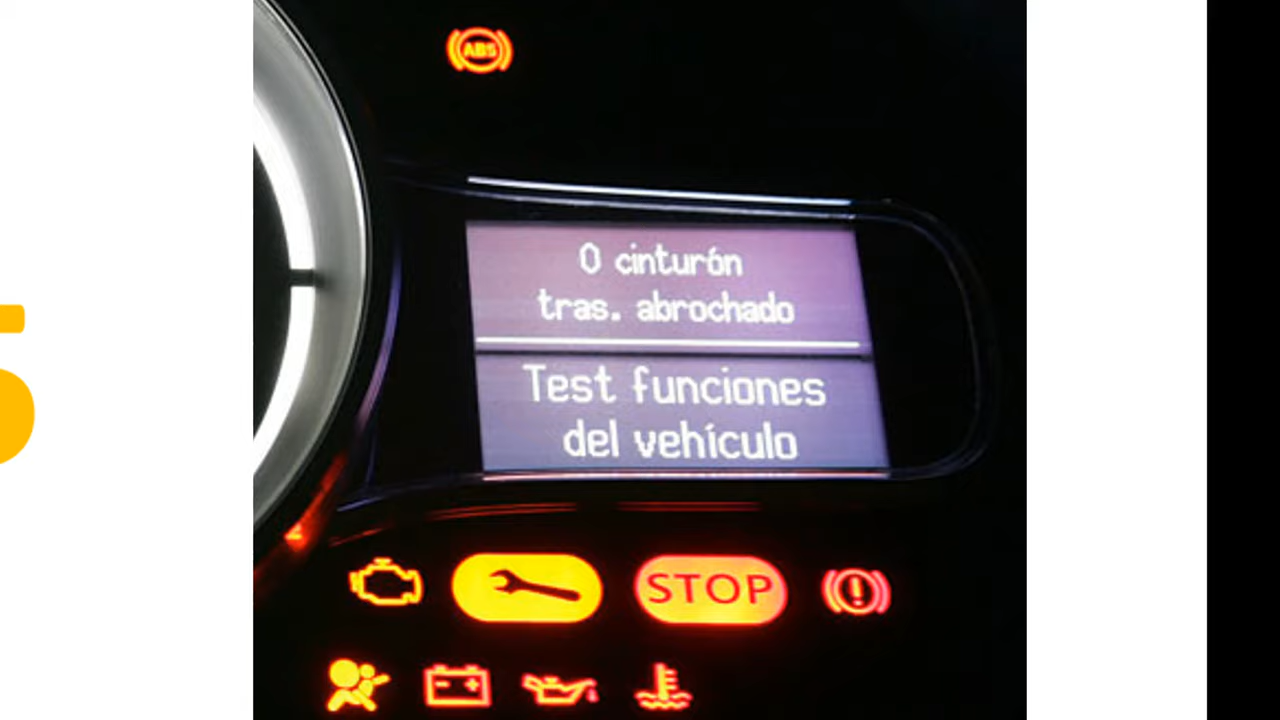 ABS
0 cinturón
tras. abrochado
Test funciones
del vehículo
STOP